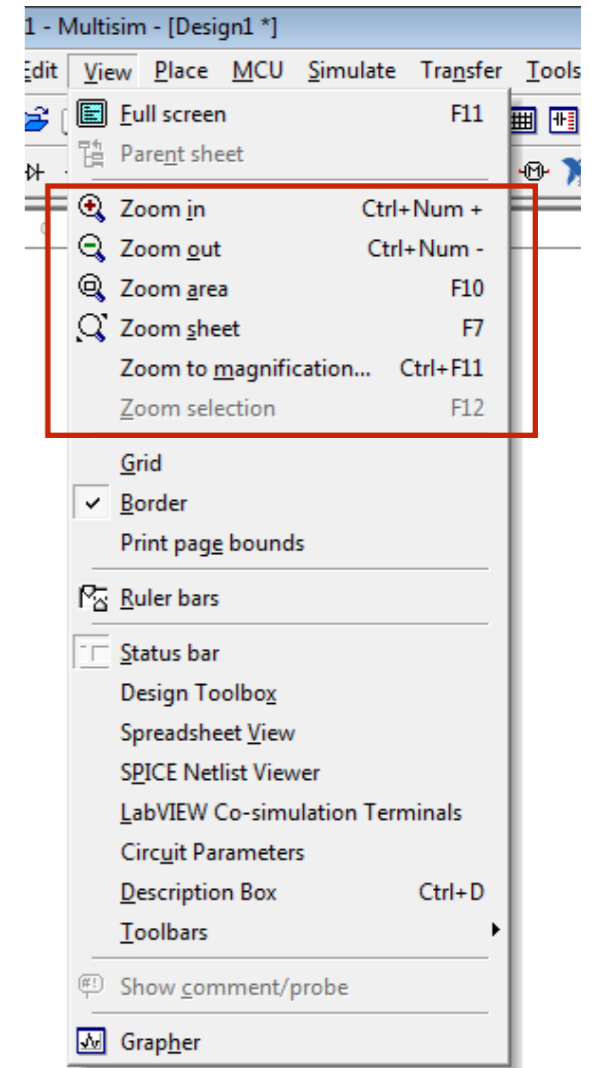 1 - Multisim - [Design1 *]
Edit View Place MCU Simulate Transfer Tools
Full screen F11
Parent sheet
Zoom in Ctrl+Num +
Zoom out Ctrl+Num -
Zoom area F10
Zoom sheet F7
Zoom to magnification... Ctrl+F11
Zoom selection F12
Grid
Border
Print page bounds
Ruler bars
Status bar
Design Toolbox
Spreadsheet View
SPICE Netlist Viewer
LabVIEW Co-simulation Terminals
Circuit Parameters
Description Box Ctrl+D
Toolbars
Show comment/probe
Grapher